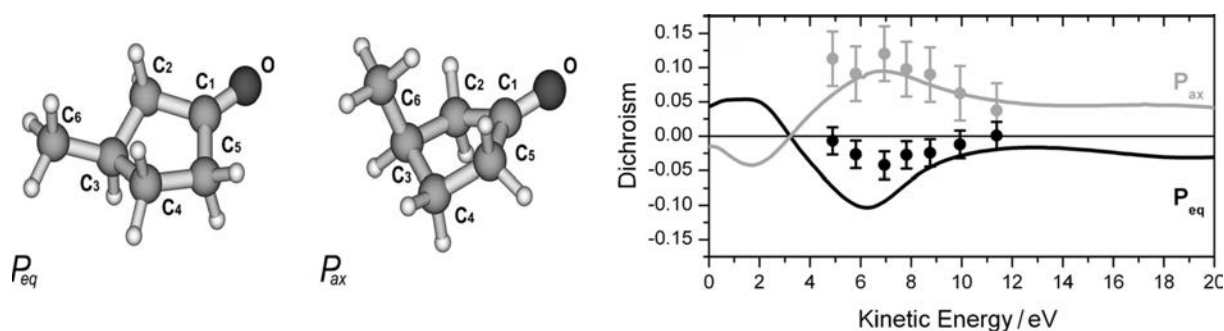 C₂
C₁
O
C₆
C₃
C₄
C₅
Peq
C₆
C₂
C₁
O
C₃
C₅
C₄
Pax
Dichroism
0.15
0.10
0.05
0.00
-0.05
-0.10
-0.15
Pax
Peq
0 2 4 6 8 10 12 14 16 18 20
Kinetic Energy / eV